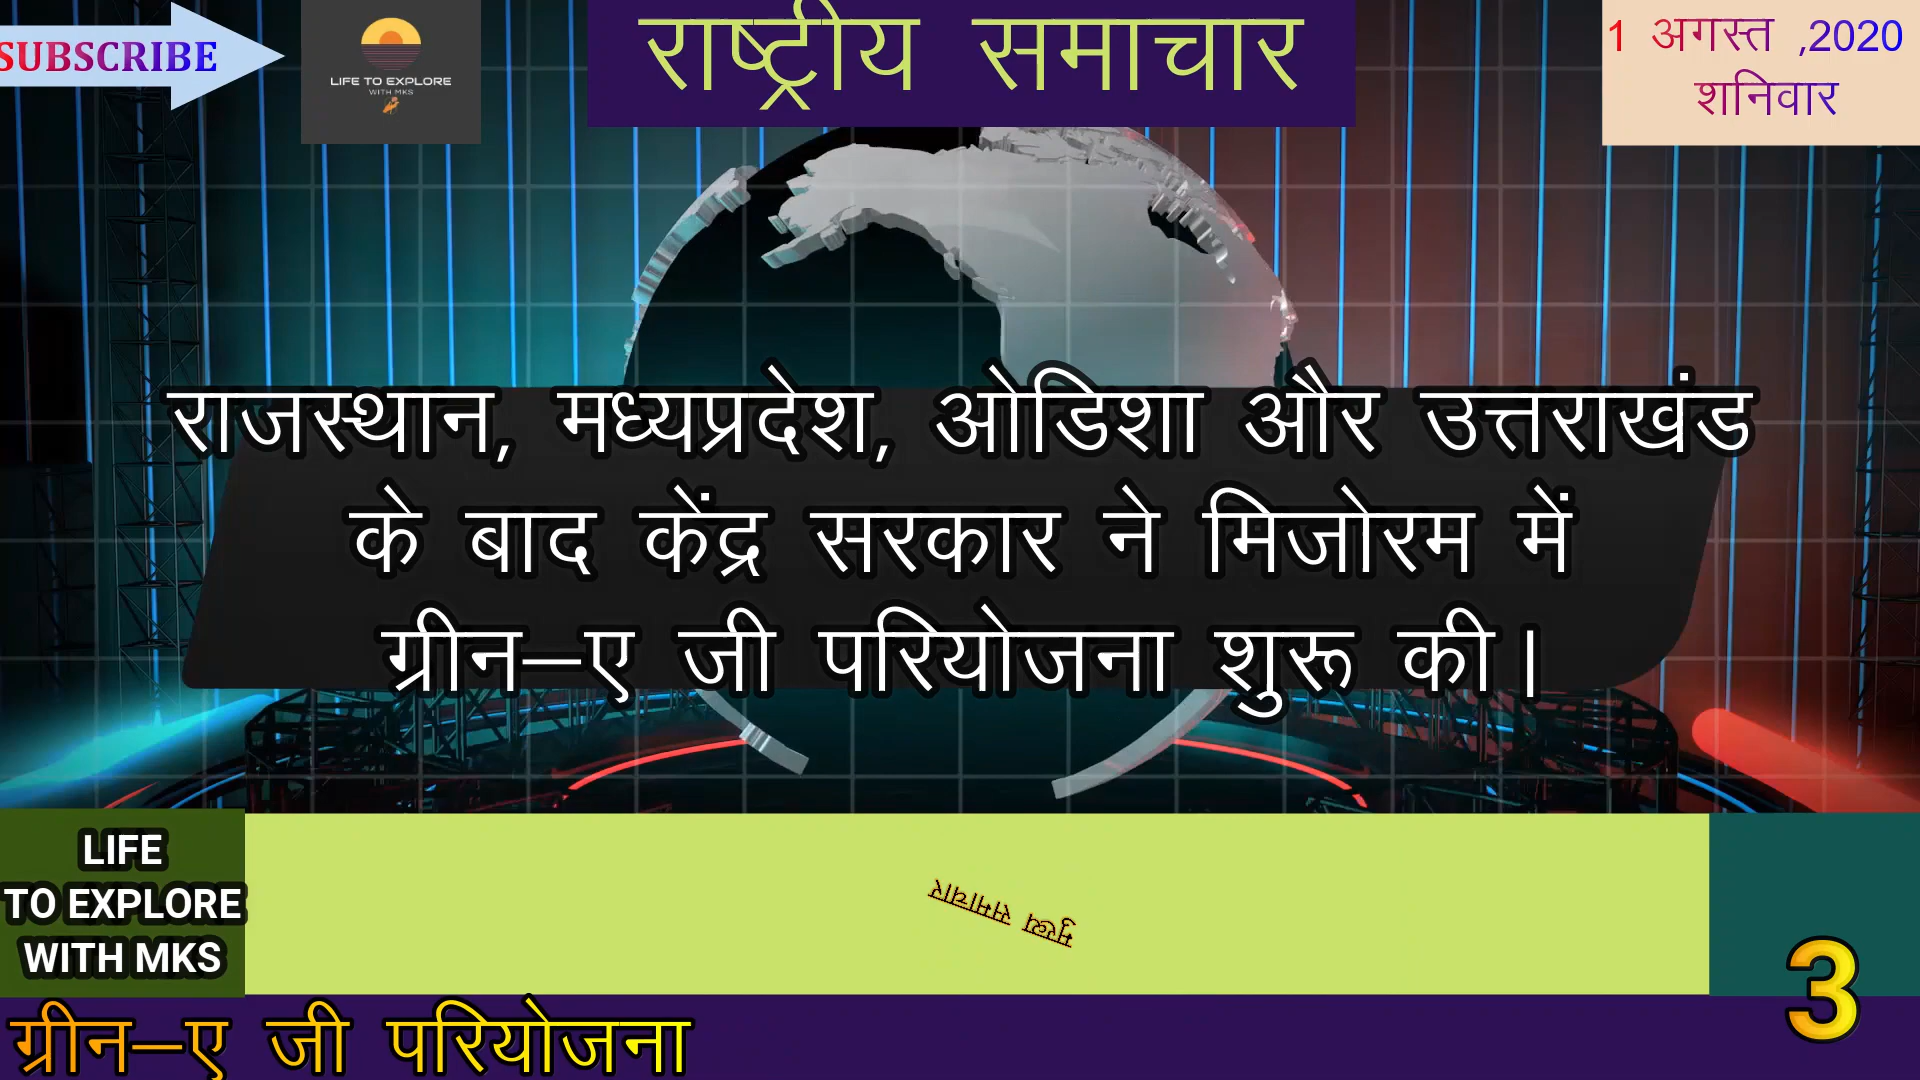 SUBSCRIBE
LIFE TO EXPLORE
WITH MKS
राष्ट्रीय समाचार
1 अगस्त ,2020
शनिवार
राजस्थान, मध्यप्रदेश, ओडिशा और उत्तराखंड
के बाद केंद्र सरकार ने मिजोरम में
ग्रीन–ए जी परियोजना शुरू की|
LIFE
TO EXPLORE
WITH MKS
मुख्य समाचार
3
ग्रीन–ए जी परियोजना